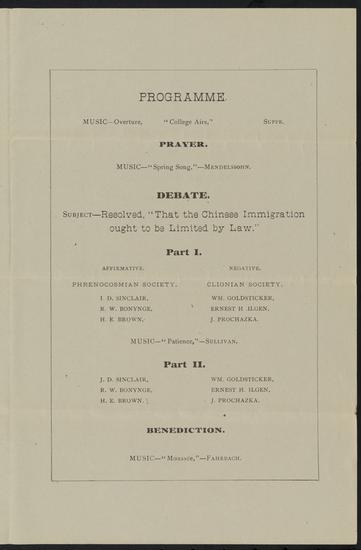 PROGRAMME.
MUSIC—Overture, "College Airs," SUPPE.
PRAYER.
MUSIC—"Spring Song,"—MENDELSSOHN.
DEBATE.
SUBJECT—Resolved, "That the Chinese Immigration
ought to be Limited by Law."
Part I.
AFFIRMATIVE. NEGATIVE.
PHRENOCOSMIAN SOCIETY. CLIONIAN SOCIETY.
I. D. SINCLAIR, WM. GOLDSTICKER,
R. W. BONYNGE, ERNEST H .ILGEN,
H. E. BROWN. J. PROCHAZKA.
MUSIC—"Patience,"—SULLIVAN.
Part II.
J. D. SINCLAIR, WM. GOLDSTICKER,
R. W. BONYNGE, ERNEST H. ILGEN,
H. E. BROWN. J. PROCHAZKA.
BENEDICTION.
MUSIC—" —FAHRBACH.